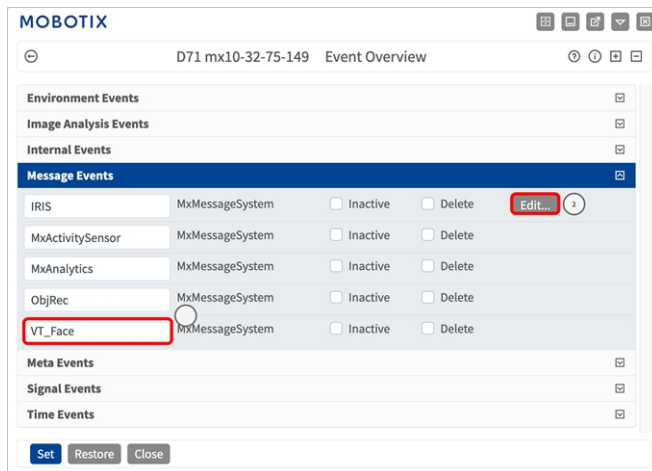 MOBOTIX
D71 mx10-32-75-149 Event Overview
Environment Events
Image Analysis Events
Internal Events
Message Events
IRIS MxMessageSystem Inactive Delete Edit... 2
MxActivitySensor MxMessageSystem Inactive Delete
MxAnalytics MxMessageSystem Inactive Delete
ObjRec MxMessageSystem Inactive Delete
VT_Face MxMessageSystem Inactive Delete
Meta Events
Signal Events
Time Events
Set Restore Close